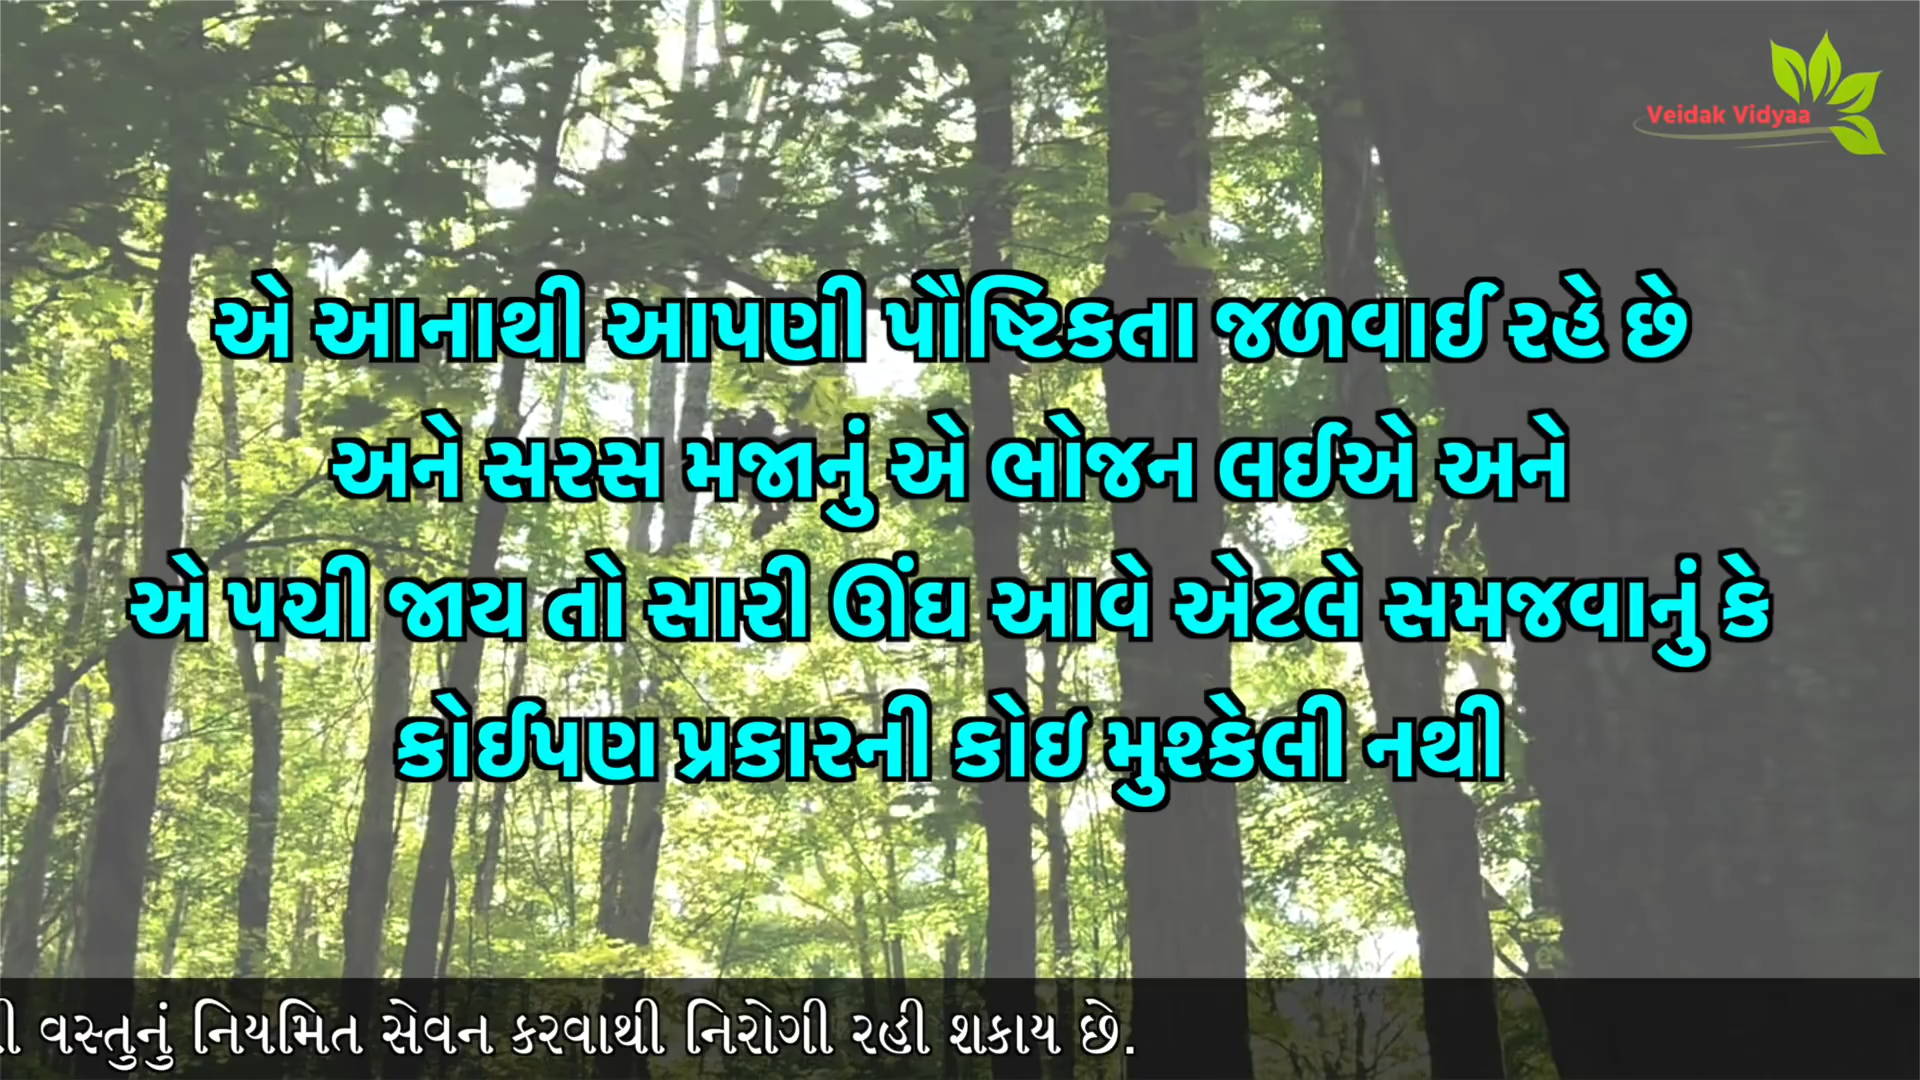 Veidak Vidyaa
એ આનાથી આપણી પૌષ્ટિકતા જળવાઈ રહે છે
અને સરસ મજાનું એ ભોજન લઈએ અને
એ પચી જાય તો સારી ઊંઘ આવે એટલે સમજવાનું કે
કોઈપણ પ્રકારની કોઇ મુશ્કેલી નથી
વસ્તુનું નિયમિત સેવન કરવાથી નિરોગી રહી શકાય છે.